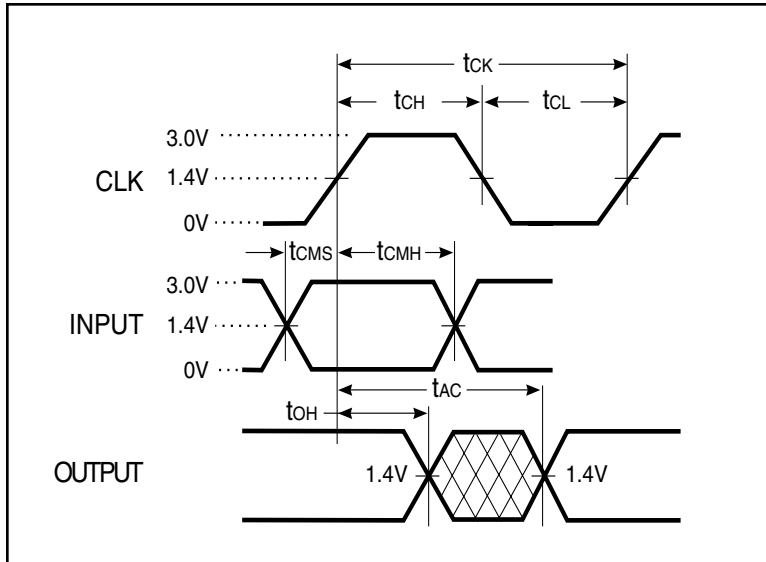 tCK
tCH tCL
3.0V
CLK 1.4V
0V
tCMS tCMH
3.0V
INPUT 1.4V
0V
tAC
tOH
OUTPUT 1.4V 1.4V